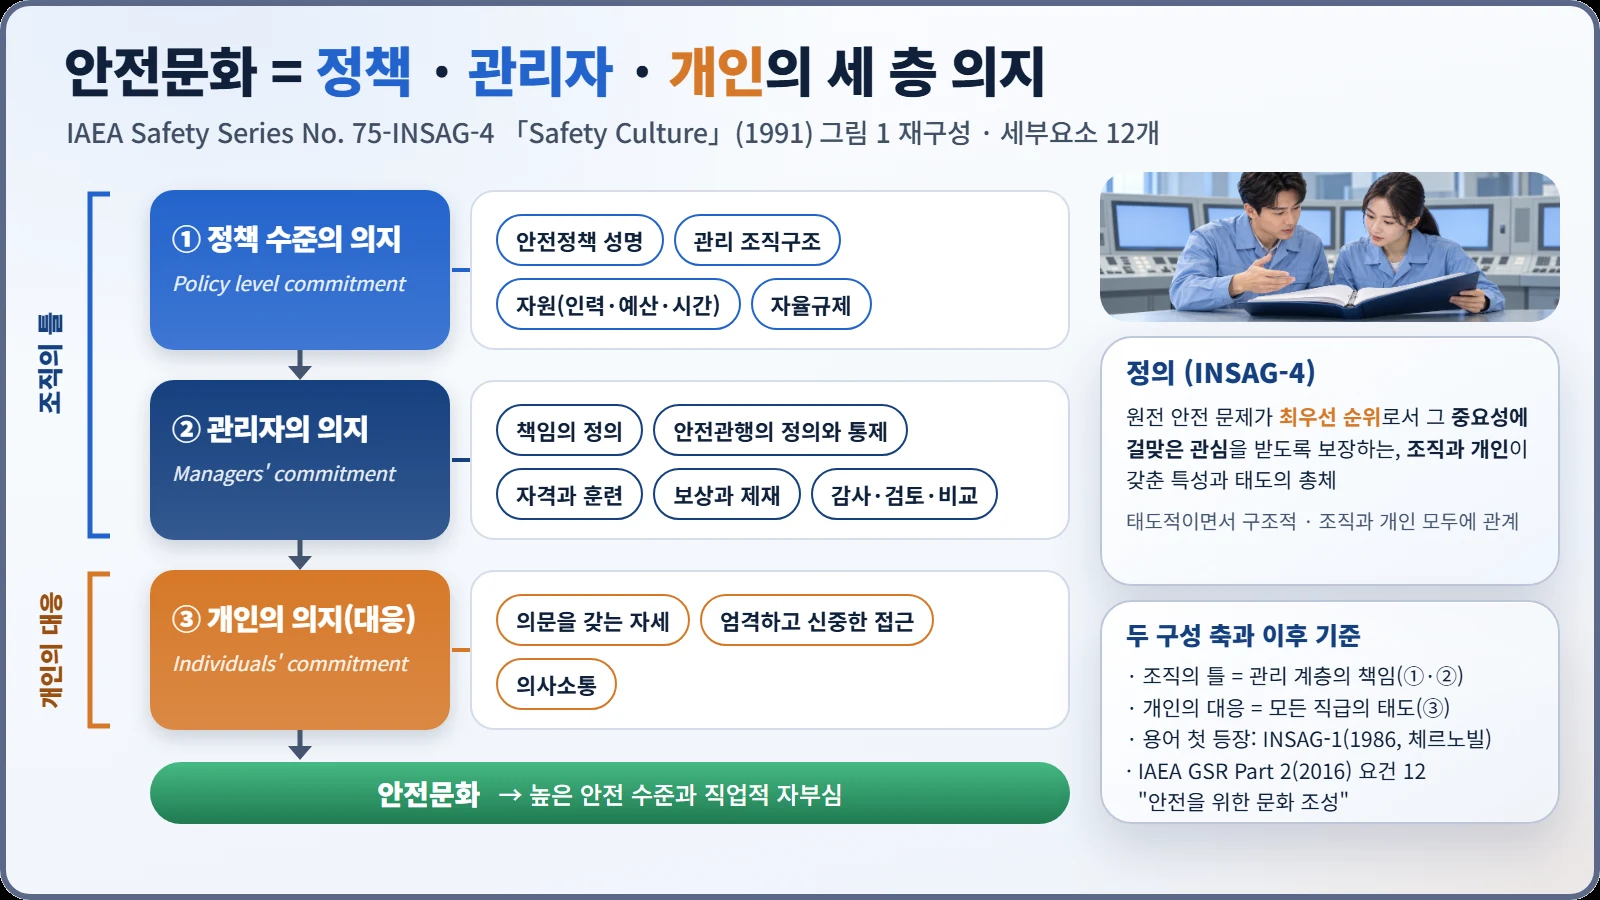 안전문화 = 정책 · 관리자 · 개인의 세 층 의지
IAEA Safety Series No. 75-INSAG-4 「Safety Culture」(1991) 그림 1 재구성 · 세부요소 12개
조직의 틀
① 정책 수준의 의지
Policy level commitment
안전정책 성명
관리 조직구조
자원(인력·예산·시간)
자율규제
② 관리자의 의지
Managers' commitment
책임의 정의
안전관행의 정의와 통제
자격과 훈련
보상과 제재
감사·검토·비교
개인의 대응
③ 개인의 의지(대응)
Individuals' commitment
의문을 갖는 자세
엄격하고 신중한 접근
의사소통
안전문화 → 높은 안전 수준과 직업적 자부심
정의 (INSAG-4)
원전 안전 문제가 최우선 순위로서 그 중요성에
걸맞은 관심을 받도록 보장하는, 조직과 개인이
갖춘 특성과 태도의 총체
태도적이면서 구조적 · 조직과 개인 모두에 관계
두 구성 축과 이후 기준
· 조직의 틀 = 관리 계층의 책임(①·②)
· 개인의 대응 = 모든 직급의 태도(③)
· 용어 첫 등장: INSAG-1(1986, 체르노빌)
· IAEA GSR Part 2(2016) 요건 12
"안전을 위한 문화 조성"